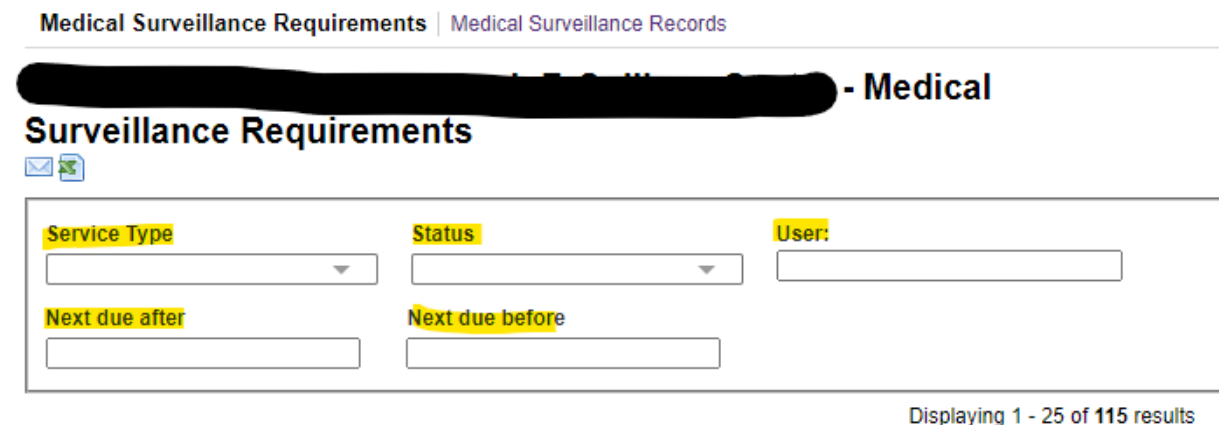 Medical Surveillance Requirements | Medical Surveillance Records
- Medical
Surveillance Requirements
Service Type Status User:
Next due after Next due before
Displaying 1 - 25 of 115 results